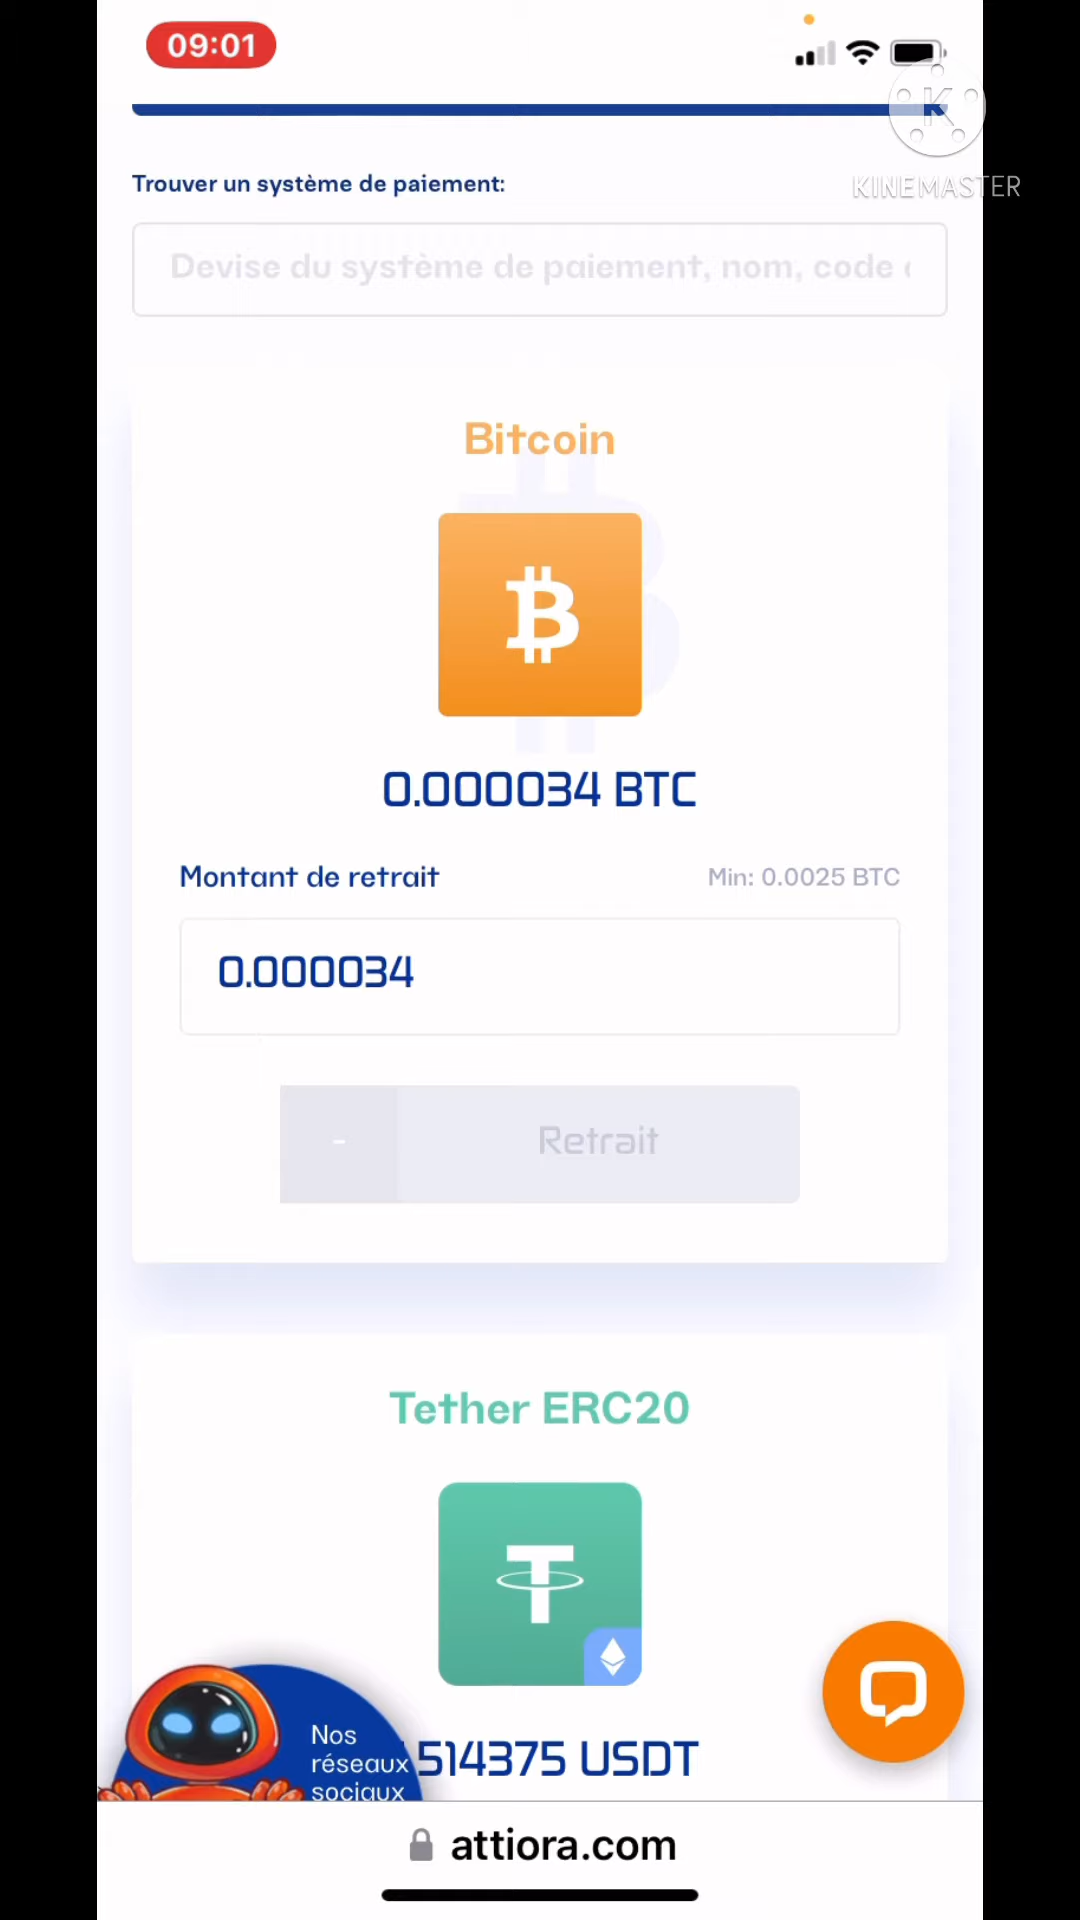 09:01
KINEMASTER
Trouver un système de paiement:
Devise du système de paiement, nom, code
Bitcoin
0.000034 BTC
Montant de retrait
Min: 0.0025 BTC
0.000034
- Retrait
Tether ERC20
514375 USDT
Nos
réseaux
sociaux
attiora.com